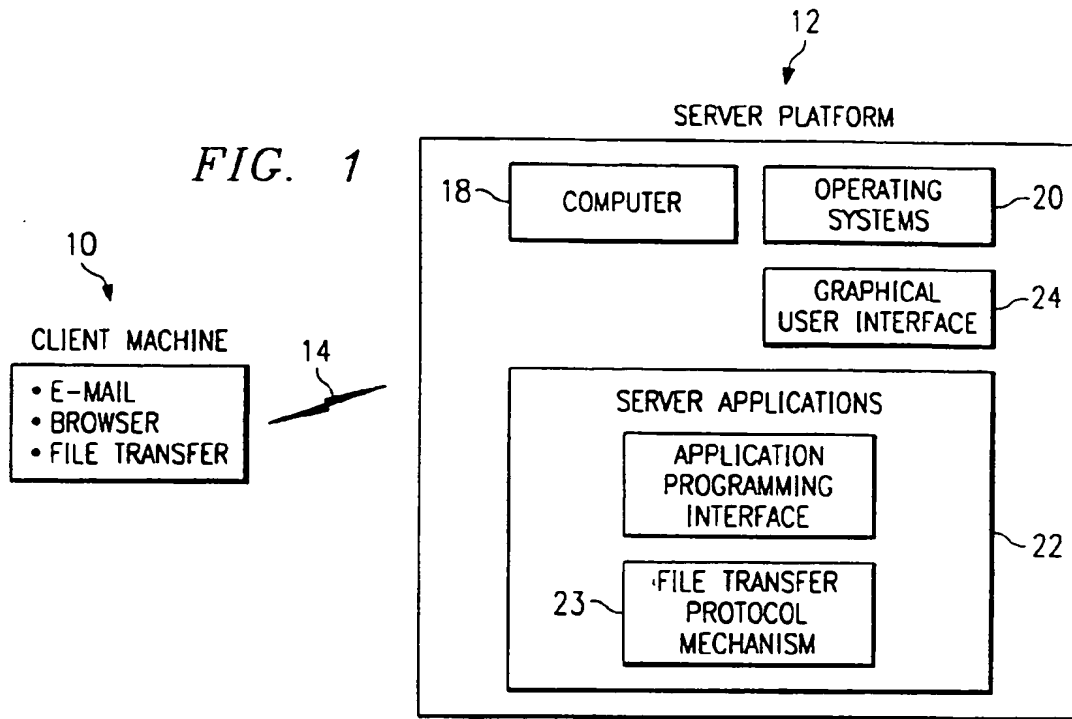 FIG. 1
12
SERVER PLATFORM
18
COMPUTER
OPERATING
SYSTEMS
20
GRAPHICAL
USER INTERFACE
24
10
CLIENT MACHINE
• E-MAIL
• BROWSER
• FILE TRANSFER
14
SERVER APPLICATIONS
APPLICATION
PROGRAMMING
INTERFACE
22
23
FILE TRANSFER
PROTOCOL
MECHANISM